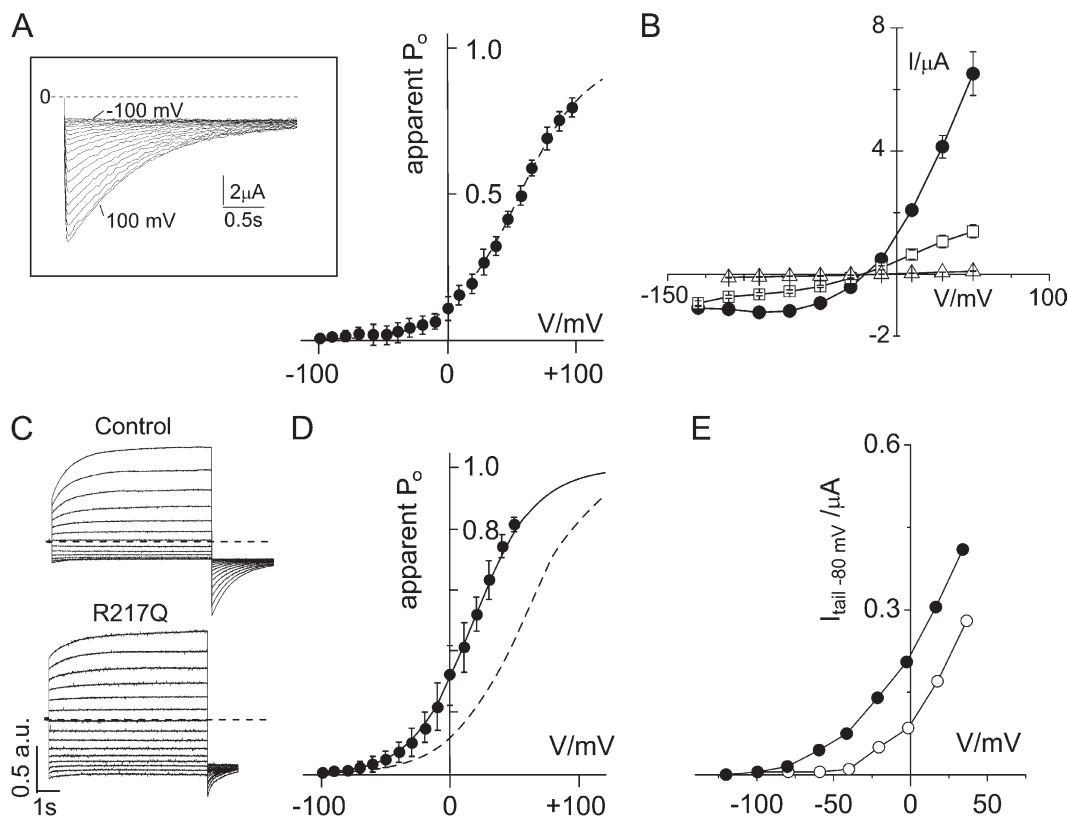 A
0
-100 mV
100 mV
2μA
0.5s
apparent Po
1.0
0.5
V/mV
-100
0
+100
B
8
I/μA
4
-150
V/mV
100
-2
C
Control
R217Q
0.5 a.u.
1s
D
apparent Po
1.0
0.8
V/mV
-100
0
+100
E
0.6
Itail -80 mV /μA
0.3
V/mV
-100
-50
0
50